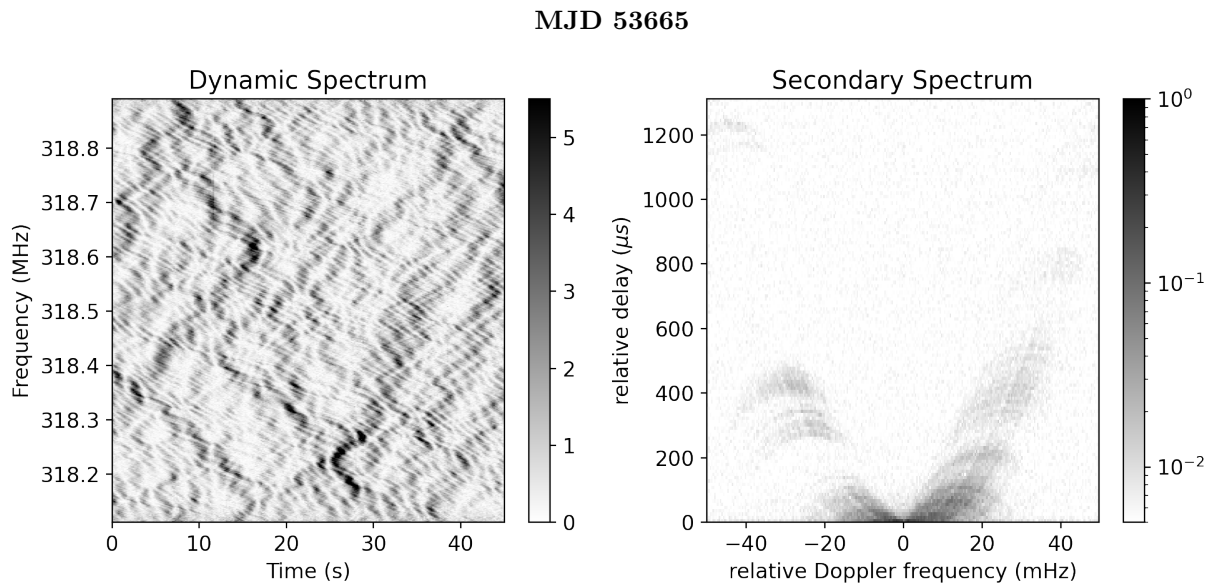 MJD 53665
Dynamic Spectrum
Secondary Spectrum
Frequency (MHz)
318.8
318.7
318.6
318.5
318.4
318.3
318.2
0 10 20 30 40
Time (s)
5
4
3
2
1
0
relative delay (μs)
1200
1000
800
600
400
200
0
−40 −20 0 20 40
relative Doppler frequency (mHz)
10⁰
10⁻¹
10⁻²